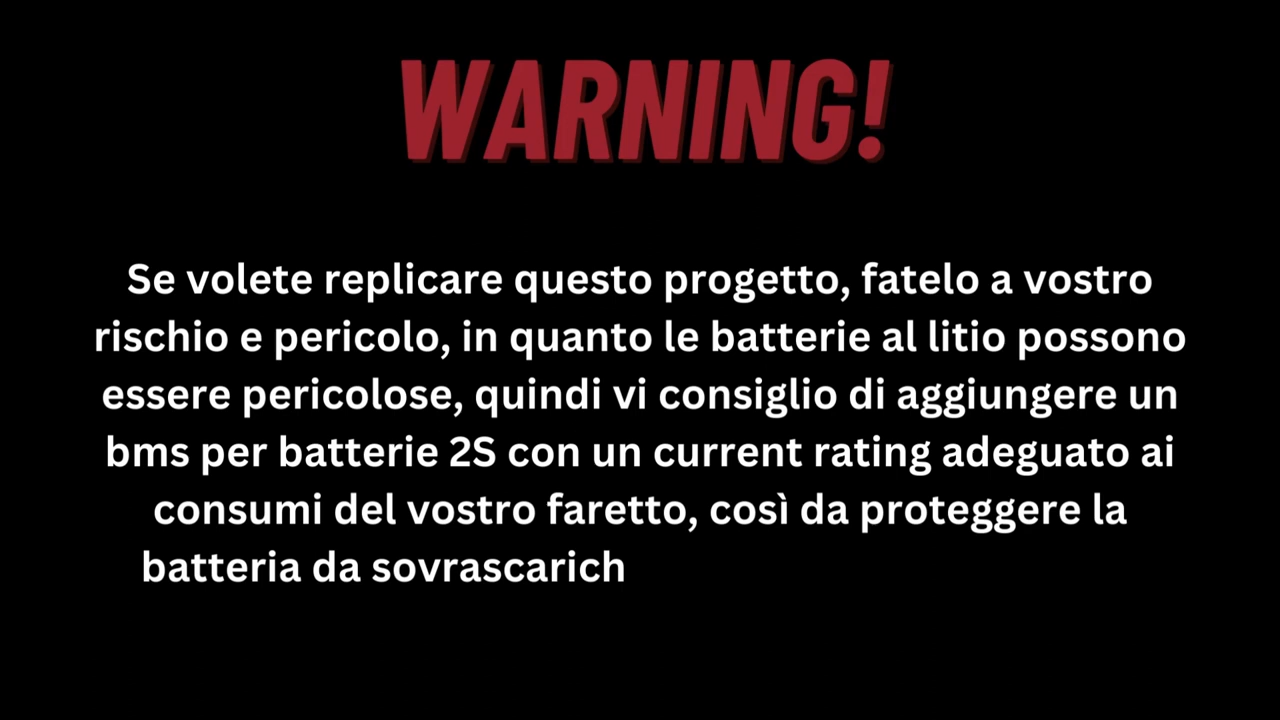 WARNING!
Se volete replicare questo progetto, fatelo a vostro
rischio e pericolo, in quanto le batterie al litio possono
essere pericolose, quindi vi consiglio di aggiungere un
bms per batterie 2S con un current rating adeguato ai
consumi del vostro faretto, così da proteggere la
batteria da sovrascarich